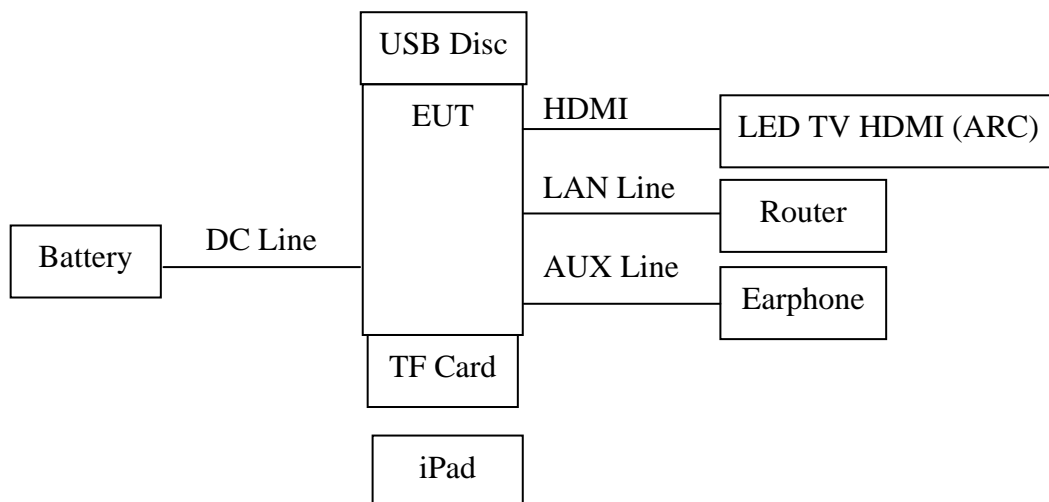 USB Disc
EUT
HDMI
LED TV HDMI (ARC)
LAN Line
Router
DC Line
Battery
AUX Line
Earphone
TF Card
iPad